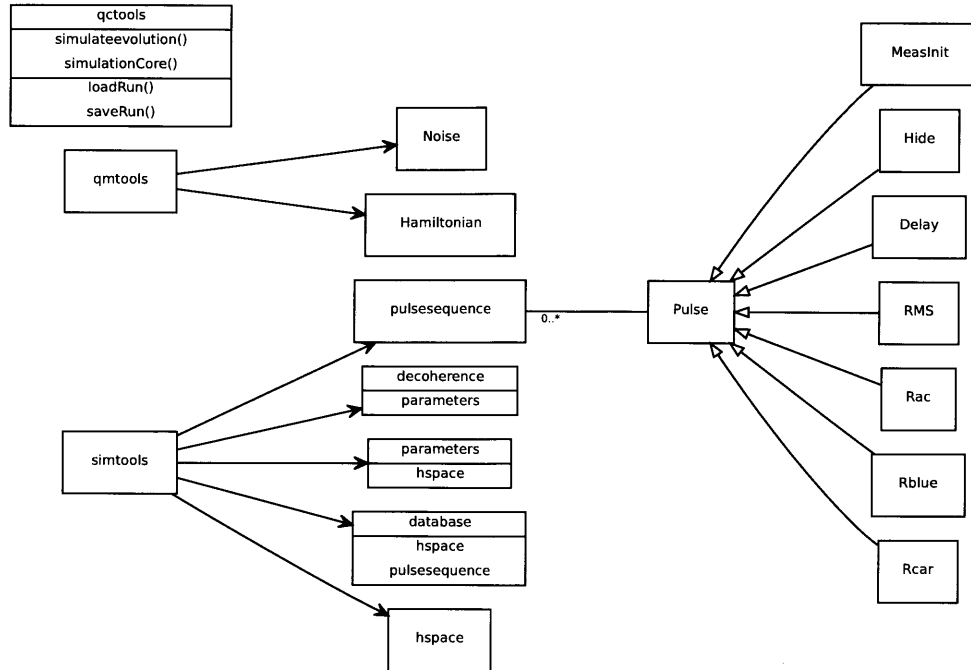 qctools
simulateevolution()
simulationCore()
loadRun()
saveRun()
qmtools
Noise
Hamiltonian
pulsesequence
0..*
Pulse
simtools
decoherence
parameters
parameters
hspace
database
hspace
pulsesequence
hspace
MeasInit
Hide
Delay
RMS
Rac
Rblue
Rcar